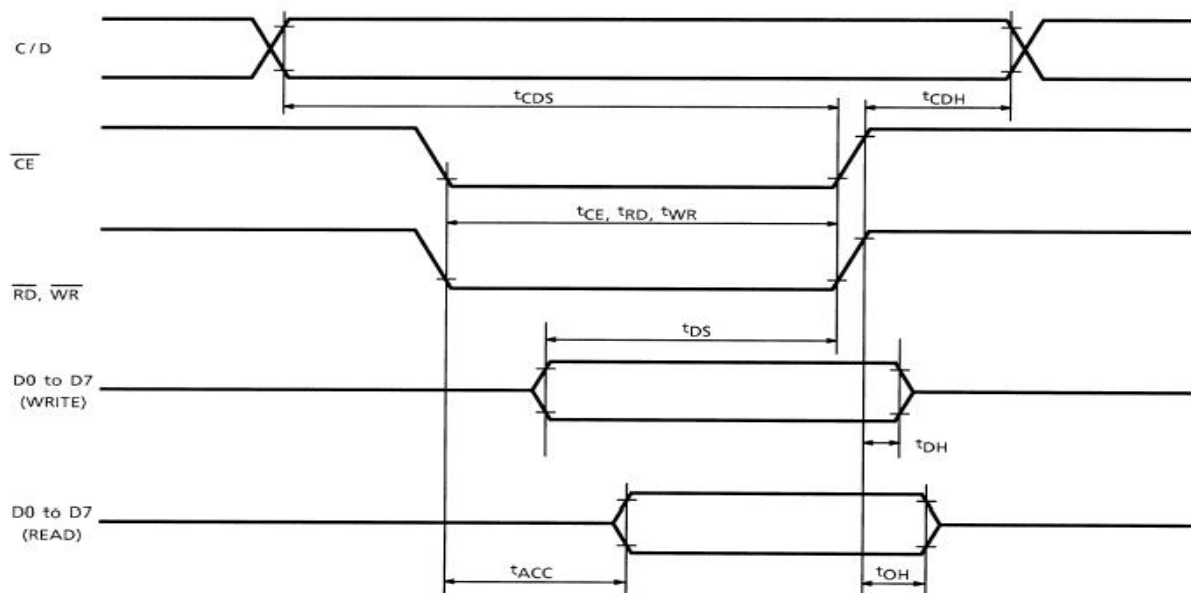 C / D
tCDS
tCDH
CE
tCE, tRD, tWR
RD, WR
tDS
D0 to D7
(WRITE)
tDH
D0 to D7
(READ)
tACC
tOH